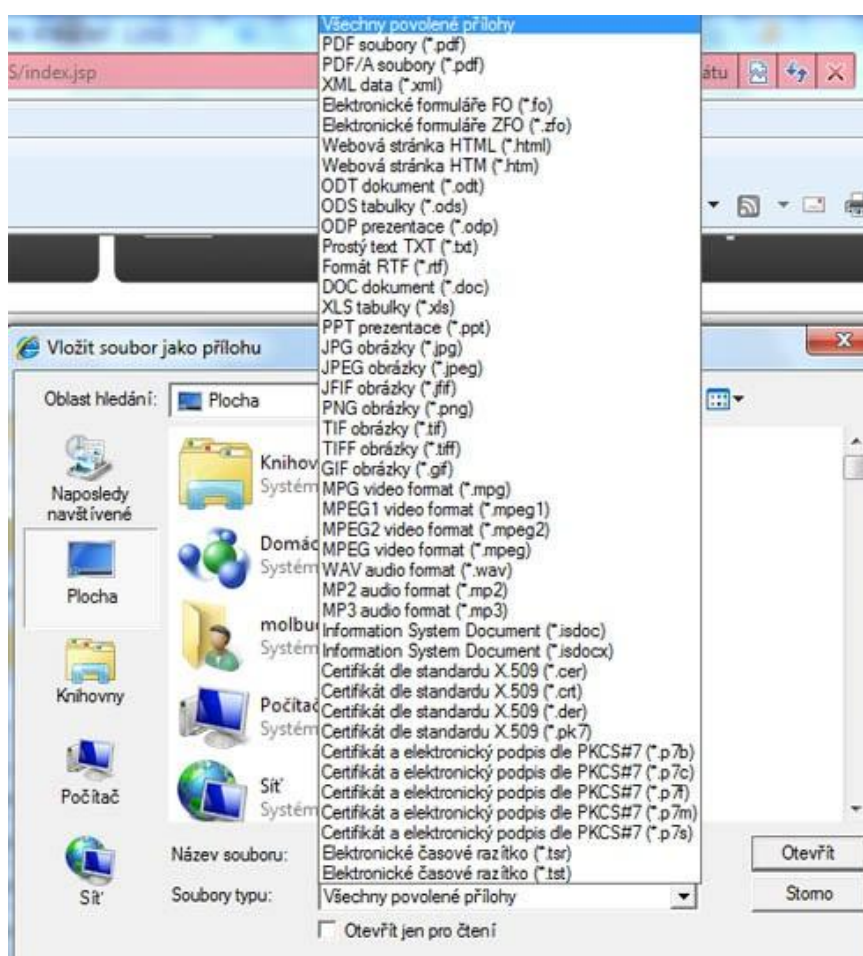 Všechny povolené přílohy
PDF soubory (*.pdf)
PDF/A soubory (*.pdf)
XML data (*.xml)
Elektronické formuláře FO (*.fo)
Elektronické formuláře ZFO (*.zfo)
Webová stránka HTML (*.html)
Webová stránka HTM (*.htm)
ODT dokument (*.odt)
ODS tabulky (*.ods)
ODP prezentace (*.odp)
Prostý text TXT (*.txt)
Formát RTF (*.rtf)
DOC dokument (*.doc)
XLS tabulky (*.xls)
PPT prezentace (*.ppt)
JPG obrázky (*.jpg)
JPEG obrázky (*.jpeg)
JFIF obrázky (*.jfif)
PNG obrázky (*.png)
TIF obrázky (*.tif)
TIFF obrázky (*.tiff)
GIF obrázky (*.gif)
MPG video format (*.mpg)
MPEG1 video format (*.mpeg1)
MPEG2 video format (*.mpeg2)
MPEG video format (*.mpeg)
WAV audio format (*.wav)
MP2 audio format (*.mp2)
MP3 audio format (*.mp3)
Information System Document (*.isdoc)
Information System Document (*.isdocx)
Certifikát dle standardu X.509 (*.cer)
Certifikát dle standardu X.509 (*.crt)
Certifikát dle standardu X.509 (*.der)
Certifikát dle standardu X.509 (*.pk7)
Certifikát a elektronický podpis dle PKCS#7 (*.p7b)
Certifikát a elektronický podpis dle PKCS#7 (*.p7c)
Certifikát a elektronický podpis dle PKCS#7 (*.p7f)
Certifikát a elektronický podpis dle PKCS#7 (*.p7m)
Certifikát a elektronický podpis dle PKCS#7 (*.p7s)
Elektronické časové razítko (*.tsr)
Elektronické časové razítko (*.tst)
S/index.jsp
átu
Vložit soubor jako přílohu
Oblast hledání:
Plocha
Naposledy
navštívené
Plocha
Knihovny
Počítač
Síť
Knihov
Systém
Domác
Systém
molbu
Systém
Počítač
Systém
Síť
Systém
Název souboru:
Otevřít
Soubory typu:
Všechny povolené přílohy
Storno
Otevřít jen pro čtení